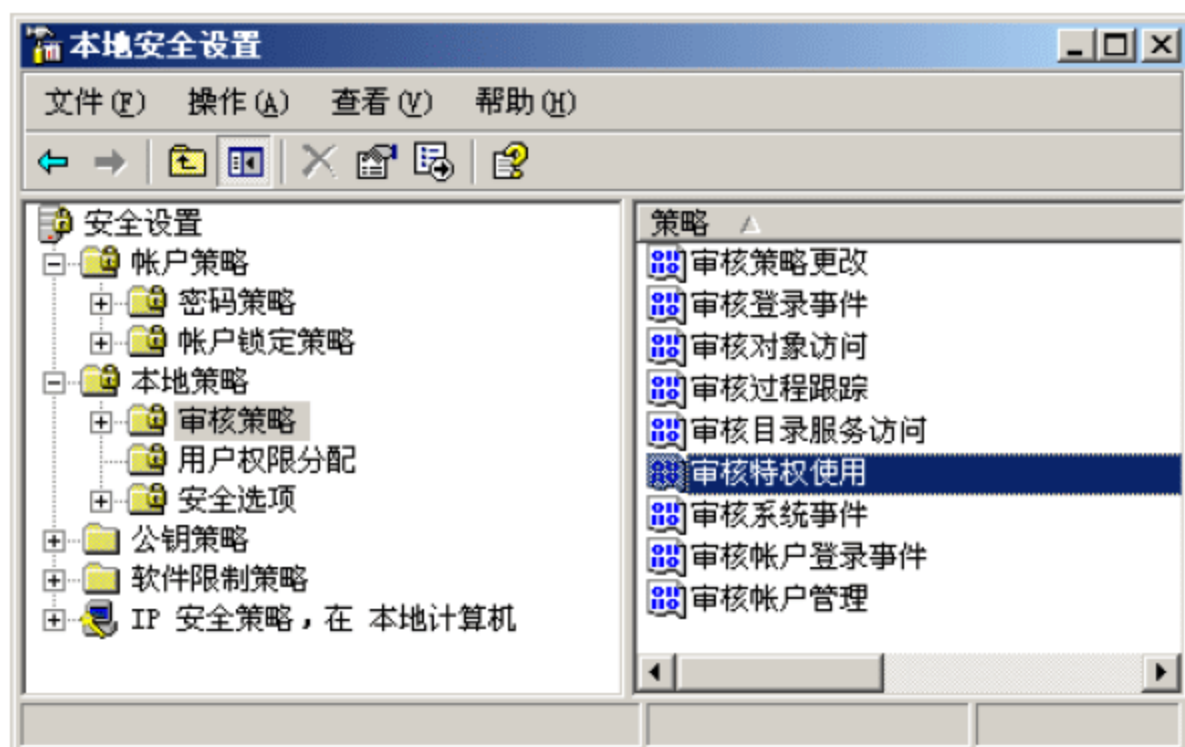 本地安全设置
文件(F) 操作(A) 查看(V) 帮助(H)
安全设置
帐户策略
密码策略
帐户锁定策略
本地策略
审核策略
用户权限分配
安全选项
公钥策略
软件限制策略
IP 安全策略，在 本地计算机
策略
审核策略更改
审核登录事件
审核对象访问
审核过程跟踪
审核目录服务访问
审核特权使用
审核系统事件
审核帐户登录事件
审核帐户管理